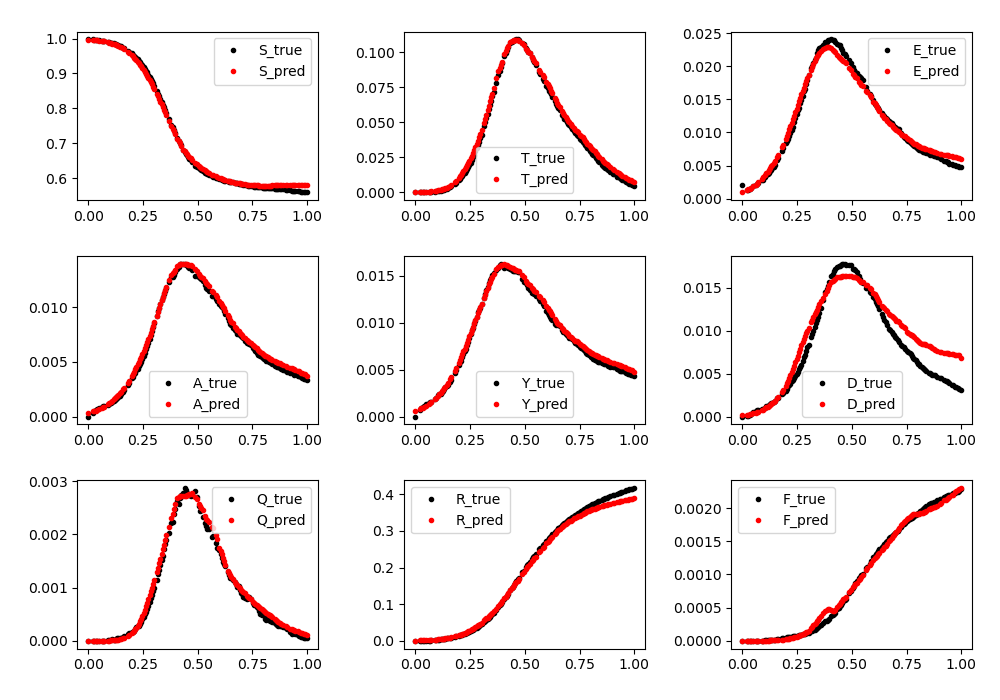 1.0
0.9
0.8
0.7
0.6
0.00 0.25 0.50 0.75 1.00
S_true
S_pred
0.100
0.075
0.050
0.025
0.000
0.00 0.25 0.50 0.75 1.00
T_true
T_pred
0.025
0.020
0.015
0.010
0.005
0.000
0.00 0.25 0.50 0.75 1.00
E_true
E_pred
0.010
0.005
0.000
0.00 0.25 0.50 0.75 1.00
A_true
A_pred
0.015
0.010
0.005
0.000
0.00 0.25 0.50 0.75 1.00
Y_true
Y_pred
0.015
0.010
0.005
0.000
0.00 0.25 0.50 0.75 1.00
D_true
D_pred
0.003
0.002
0.001
0.000
0.00 0.25 0.50 0.75 1.00
Q_true
Q_pred
0.4
0.3
0.2
0.1
0.0
0.00 0.25 0.50 0.75 1.00
R_true
R_pred
0.0020
0.0015
0.0010
0.0005
0.0000
0.00 0.25 0.50 0.75 1.00
F_true
F_pred